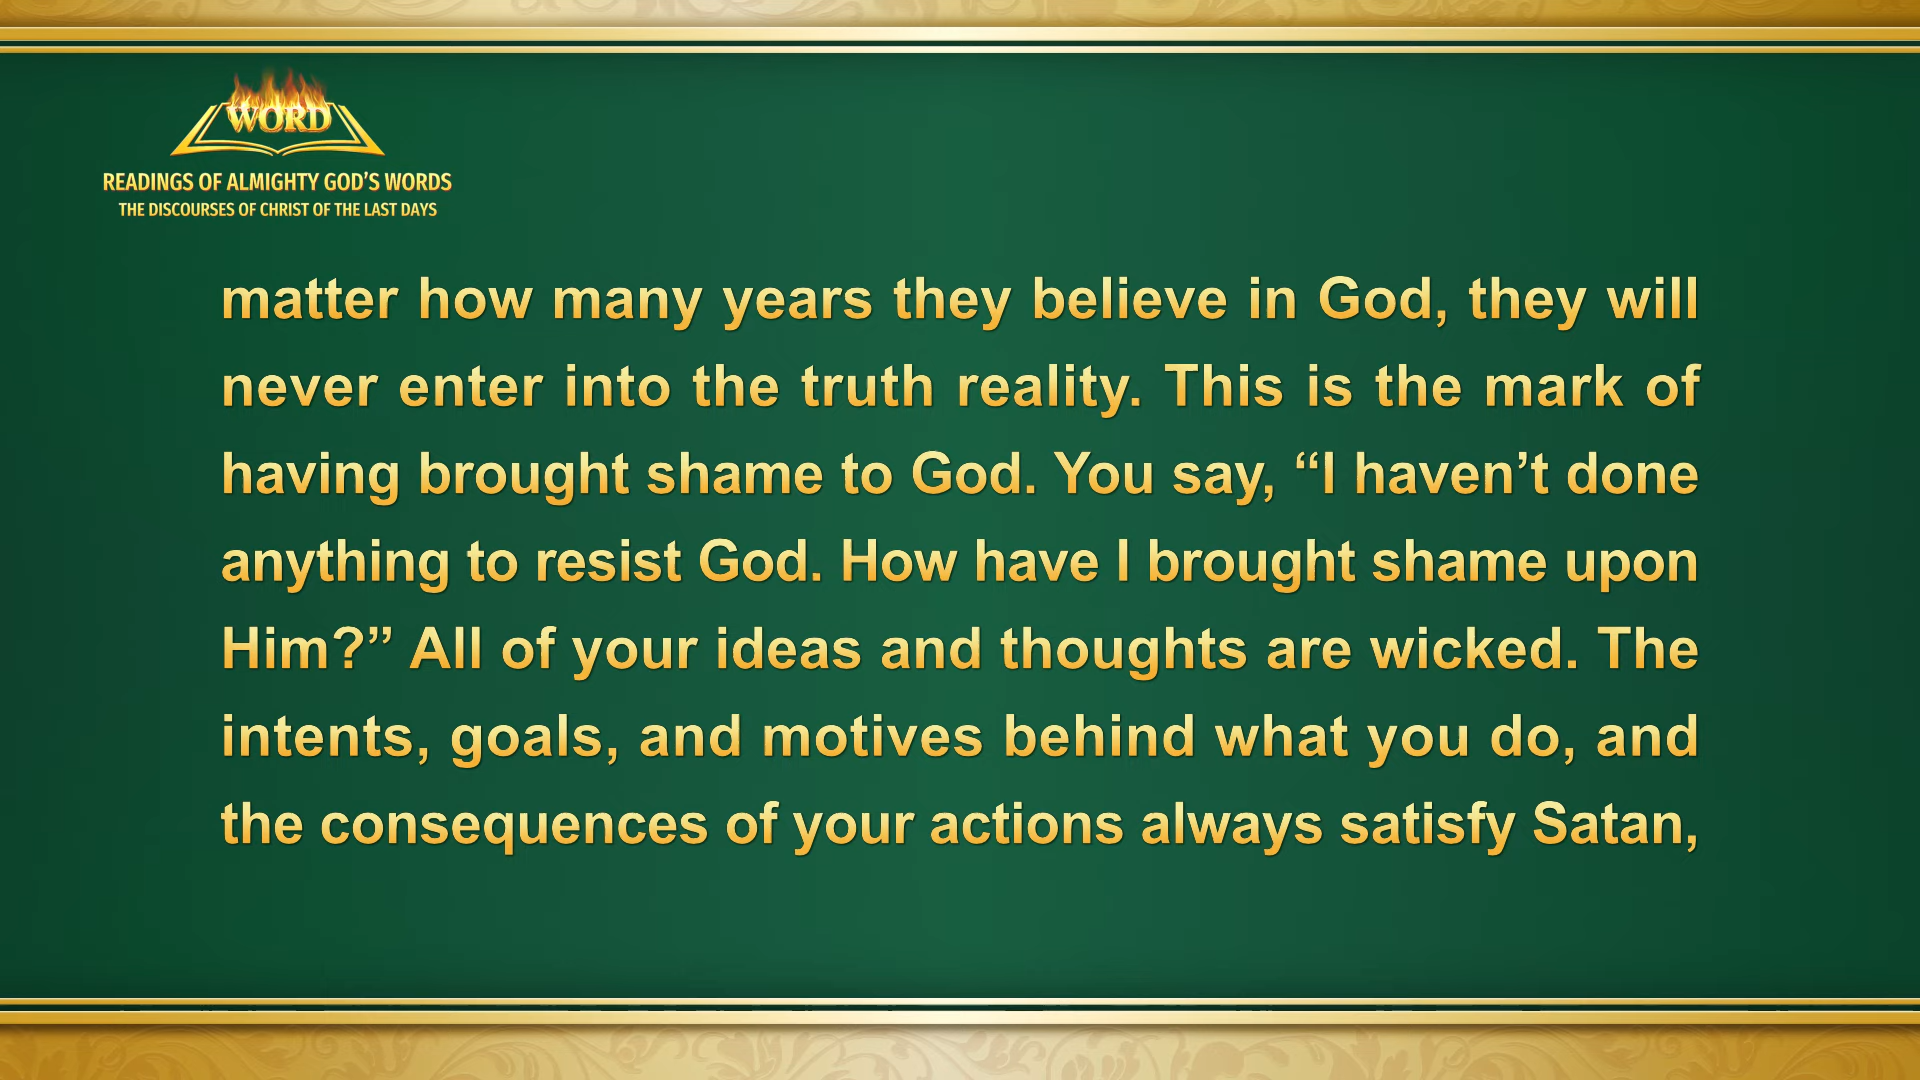 WORD
READINGS OF ALMIGHTY GOD’S WORDS
THE DISCOURSES OF CHRIST OF THE LAST DAYS
matter how many years they believe in God, they will
never enter into the truth reality. This is the mark of
having brought shame to God. You say, “I haven’t done
anything to resist God. How have I brought shame upon
Him?” All of your ideas and thoughts are wicked. The
intents, goals, and motives behind what you do, and
the consequences of your actions always satisfy Satan,